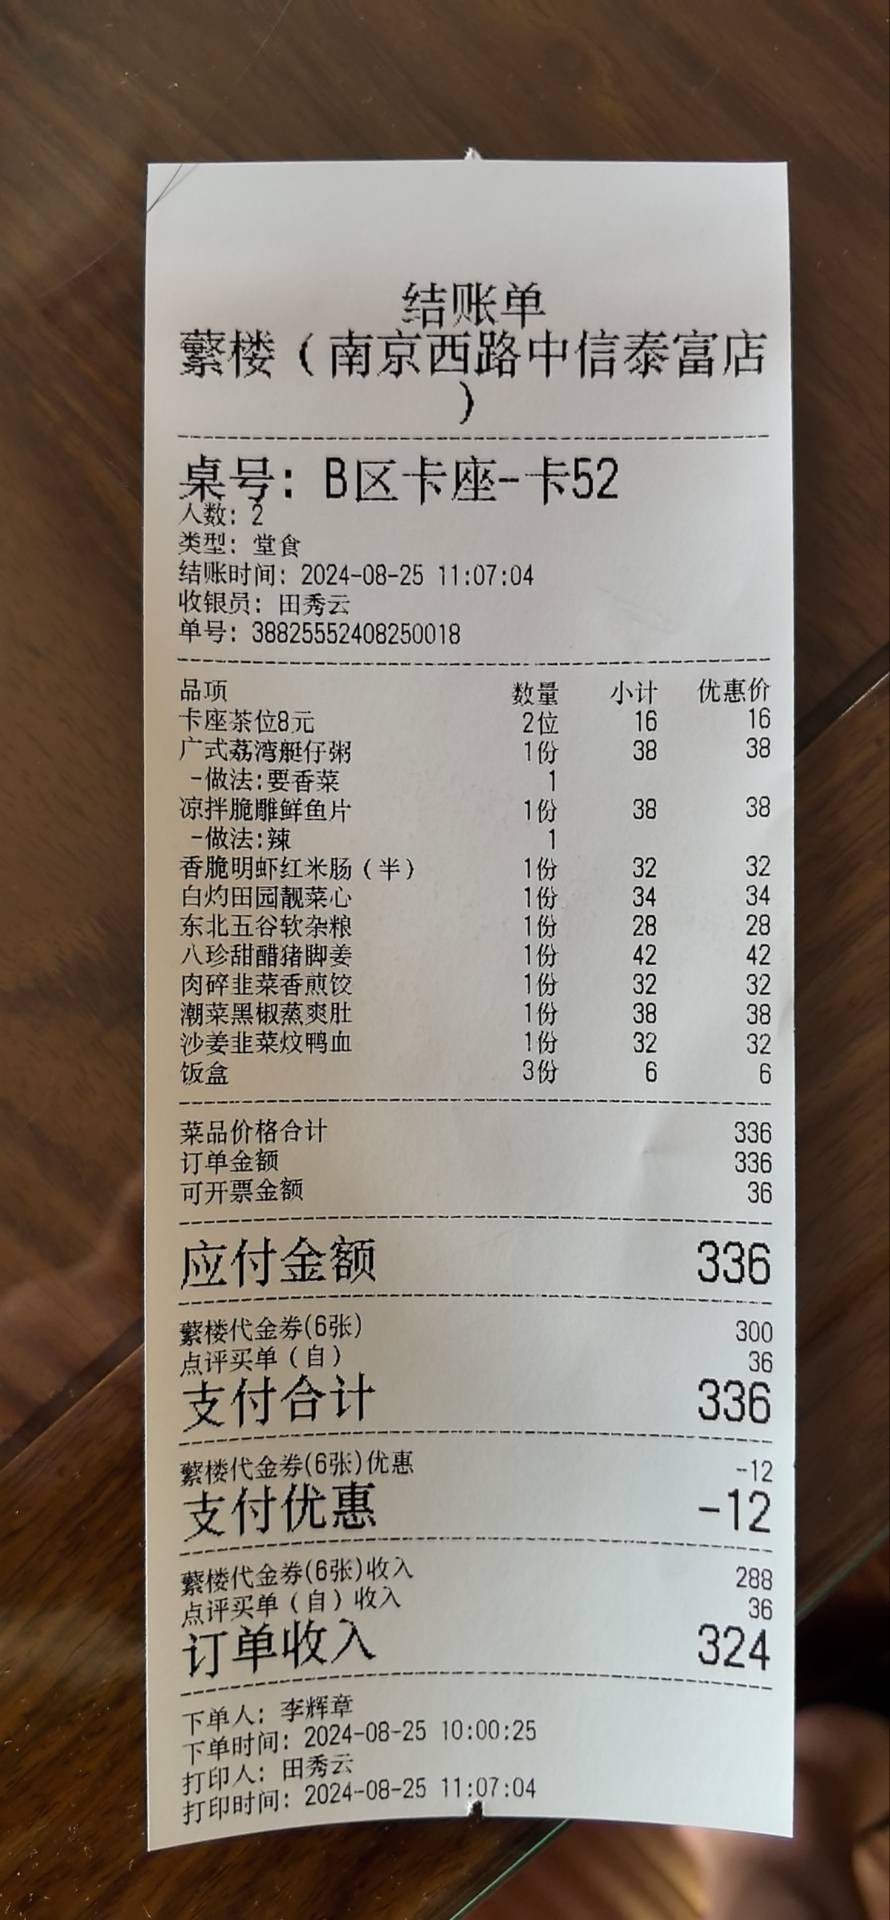 结账单
蘩楼（南京西路中信泰富店
）
桌号: B区卡座-卡52
人数: 2
类型: 堂食
结账时间: 2024-08-25 11:07:04
收银员: 田秀云
单号: 38825552408250018
品项 数量 小计 优惠价
卡座茶位8元 2位 16 16
广式荔湾艇仔粥 1份 38 38
-做法:要香菜 1
凉拌脆雕鲜鱼片 1份 38 38
-做法:辣 1
香脆明虾红米肠（半） 1份 32 32
白灼田园靓菜心 1份 34 34
东北五谷软杂粮 1份 28 28
八珍甜醋猪脚姜 1份 42 42
肉碎韭菜香煎饺 1份 32 32
潮菜黑椒蒸爽肚 1份 38 38
沙姜韭菜炆鸭血 1份 32 32
饭盒 3份 6 6
菜品价格合计 336
订单金额 336
可开票金额 36
应付金额 336
蘩楼代金券(6张) 300
点评买单（自） 36
支付合计 336
蘩楼代金券(6张)优惠 -12
支付优惠 -12
蘩楼代金券(6张)收入 288
点评买单（自）收入 36
订单收入 324
下单人: 李辉章
下单时间: 2024-08-25 10:00:25
打印人: 田秀云
打印时间: 2024-08-25 11:07:04